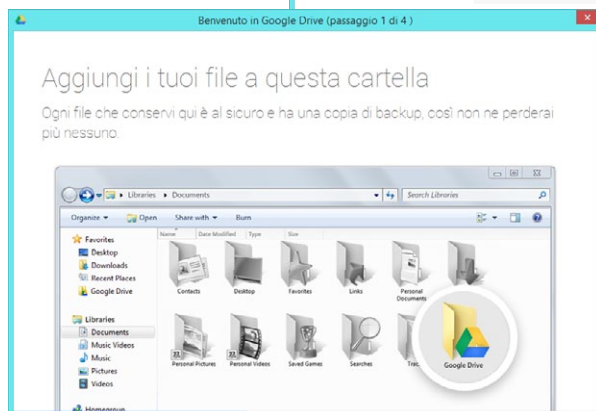 Benvenuto in Google Drive (passaggio 1 di 4 )
Aggiungi i tuoi file a questa cartella
Ogni file che conservi qui è al sicuro e ha una copia di backup, così non ne perderai
più nessuno.
Libraries Documents Search Libraries
Organize Open Share with Burn
Name Date Modified Type Size
Favorites
Desktop
Downloads
Recent Places
Google Drive
Contacts Desktop Favorites Links Personal
Documents
Libraries
Documents
Music Videos
Music
Pictures
Videos
Personal Pictures Personal Videos Saved Games Searches Google Drive
Homegroup